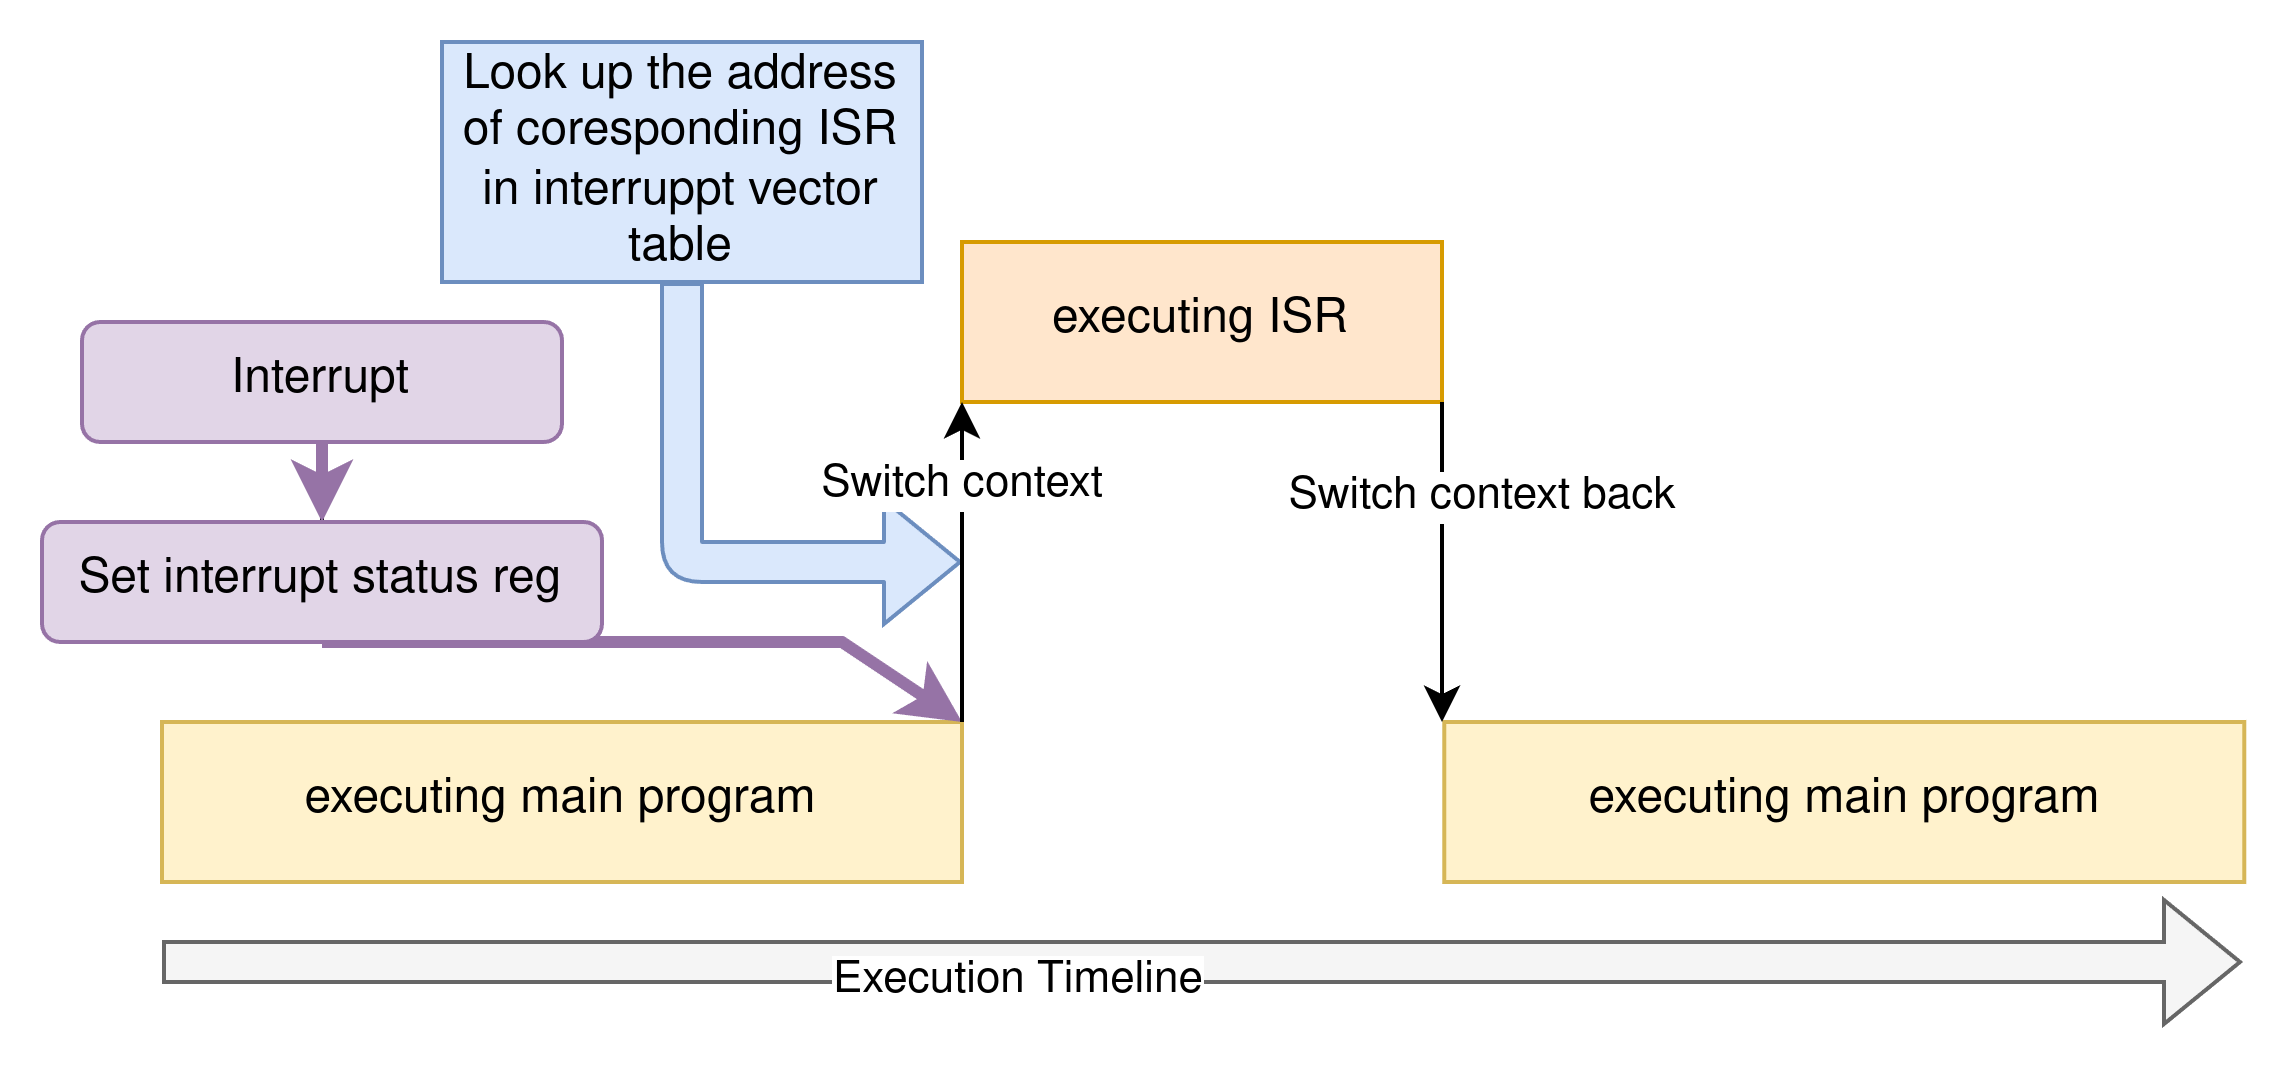 Look up the address
of coresponding ISR
in interruppt vector
table
executing ISR
Interrupt
Switch context
Switch context back
Set interrupt status reg
executing main program
executing main program
Execution Timeline